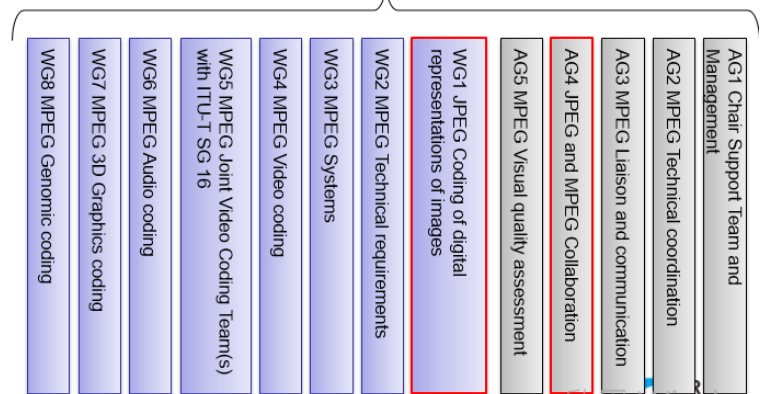 AG1 Chair Support Team and
Management
AG2 MPEG Technical coordination
AG3 MPEG Liaison and communication
AG4 JPEG and MPEG Collaboration
AG5 MPEG Visual quality assessment
WG1 JPEG Coding of digital
representations of images
WG2 MPEG Technical requirements
WG3 MPEG Systems
WG4 MPEG Video coding
WG5 MPEG Joint Video Coding Team(s)
with ITU-T SG 16
WG6 MPEG Audio coding
WG7 MPEG 3D Graphics coding
WG8 MPEG Genomic coding